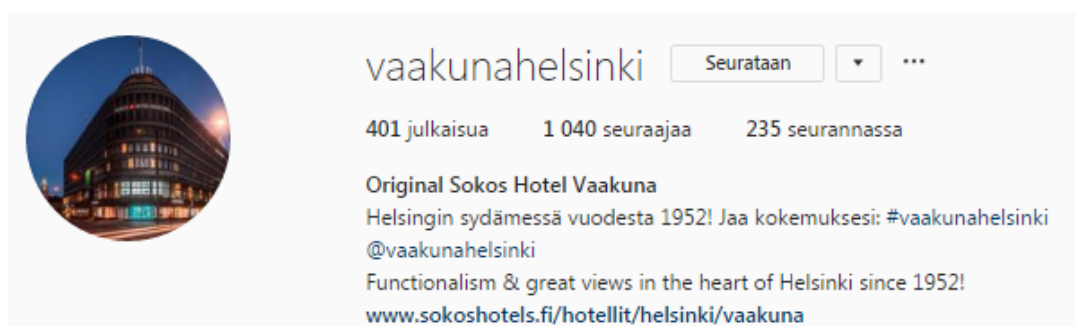 vaakunahelsinki Seurataan
401 julkaisua 1 040 seuraajaa 235 seurannassa
Original Sokos Hotel Vaakuna
Helsingin sydämessä vuodesta 1952! Jaa kokemuksesi: #vaakunahelsinki
@vaakunahelsinki
Functionalism & great views in the heart of Helsinki since 1952!
www.sokoshotels.fi/hotellit/helsinki/vaakuna